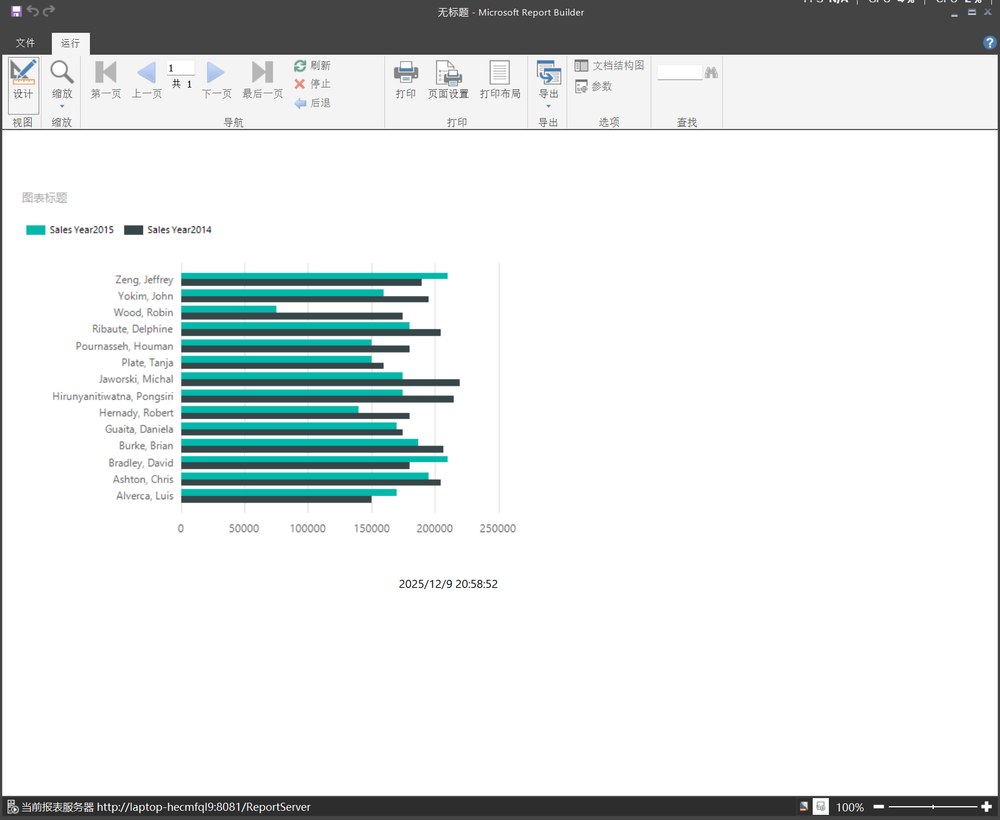 无标题 - Microsoft Report Builder
文件 运行
设计 缩放 第一页 上一页 1 共 1 下一页 最后一页 刷新 停止 后退 打印 页面设置 打印布局 导出 文档结构图 参数
视图 缩放 导航 打印 导出 选项 查找
图表标题
Sales Year2015 Sales Year2014
Zeng, Jeffrey
Yokim, John
Wood, Robin
Ribaute, Delphine
Pournasseh, Houman
Plate, Tanja
Jaworski, Michal
Hirunyanitiwatna, Pongsiri
Hernady, Robert
Guaita, Daniela
Burke, Brian
Bradley, David
Ashton, Chris
Alverca, Luis
0 50000 100000 150000 200000 250000
2025/12/9 20:58:52
当前报表服务器 http://laptop-hecmfql9:8081/ReportServer 100%